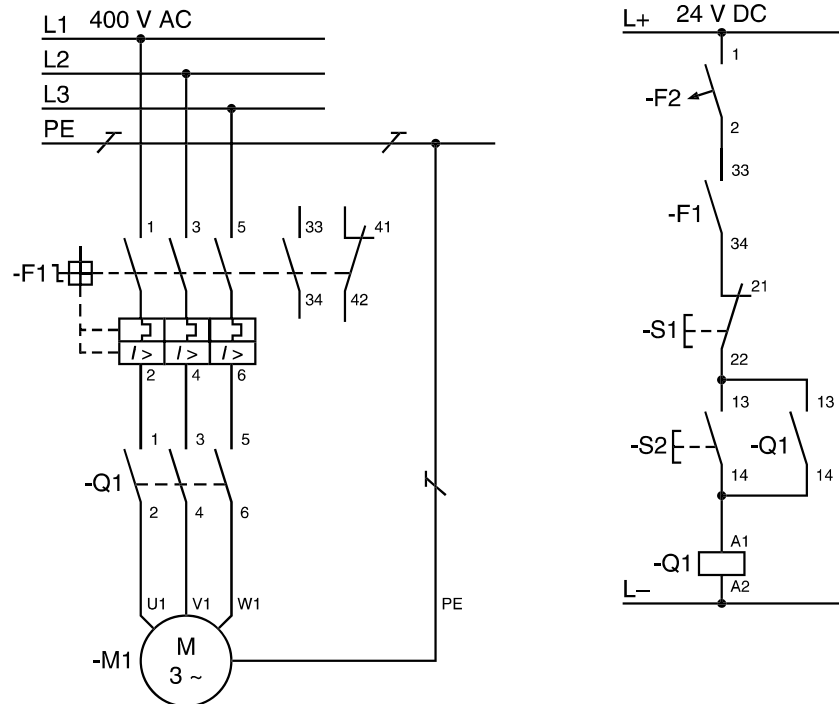 L1 400 V AC
L2
L3
PE
1 3 5 33 41
-F1
34 42
I > I > I >
2 4 6
1 3 5
-Q1
2 4 6
U1 V1 W1 PE
M
3 ~
-M1
L+ 24 V DC
1
-F2
2
33
-F1
34
21
-S1
22
13 13
-S2 -Q1
14 14
A1
-Q1
A2
L–